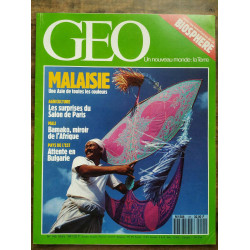 BIOSPHERE
GEO
Un nouveau monde: la Terre
MALAISIE
Une Asie de toutes les couleurs
AGRICULTURE
Les surprises du
Salon de Paris
MALI
Bamako, miroir
de l'Afrique
PAYS DE L'EST
Attente en
Bulgarie